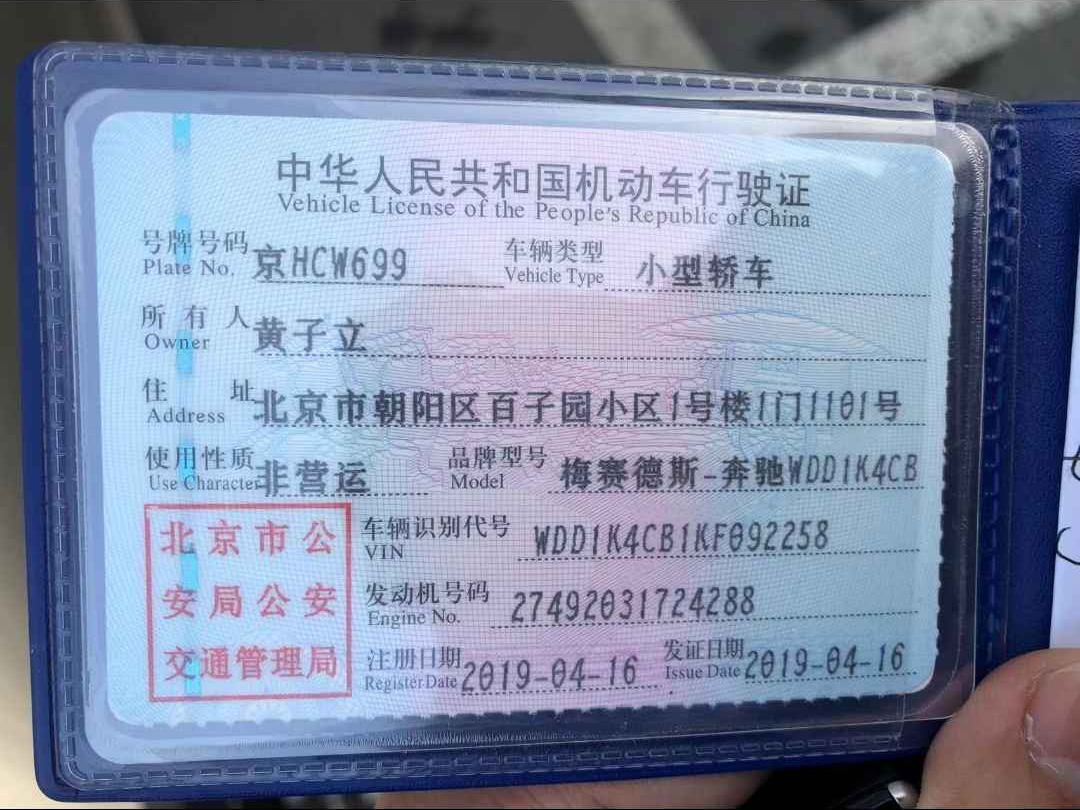 中华人民共和国机动车行驶证
Vehicle License of the People's Republic of China
号牌号码 京HCW699 车辆类型 小型轿车
Plate No. Vehicle Type
所有人 黄子立
Owner
住址 北京市朝阳区百子园小区1号楼1门1101号
Address
使用性质 非营运 品牌型号 梅赛德斯-奔驰WDD1K4CB
Use Character Model
北京市公
安局公安
交通管理局
车辆识别代号 WDD1K4CB1KF092258
VIN
发动机号码 27492031724288
Engine No.
注册日期 2019-04-16 发证日期 2019-04-16
Register Date Issue Date